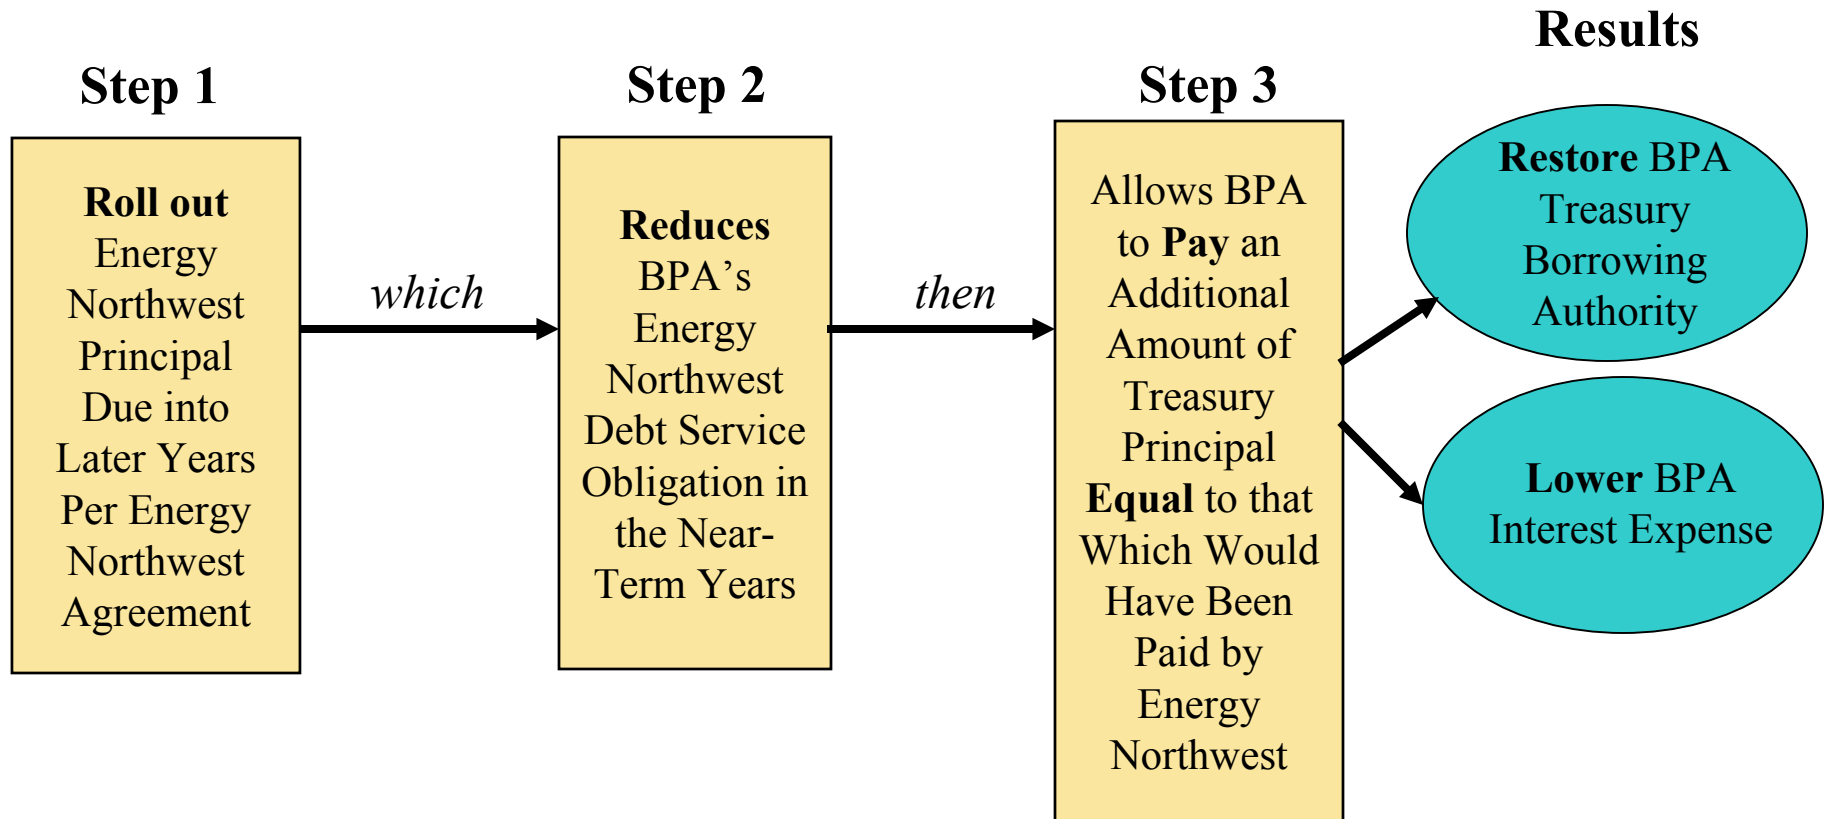 Step 1
Roll out
Energy
Northwest
Principal
Due into
Later Years
Per Energy
Northwest
Agreement
which
Step 2
Reduces
BPA’s
Energy
Northwest
Debt Service
Obligation in
the Near-
Term Years
then
Step 3
Allows BPA
to Pay an
Additional
Amount of
Treasury
Principal
Equal to that
Which Would
Have Been
Paid by
Energy
Northwest
Results
Restore BPA
Treasury
Borrowing
Authority
Lower BPA
Interest Expense